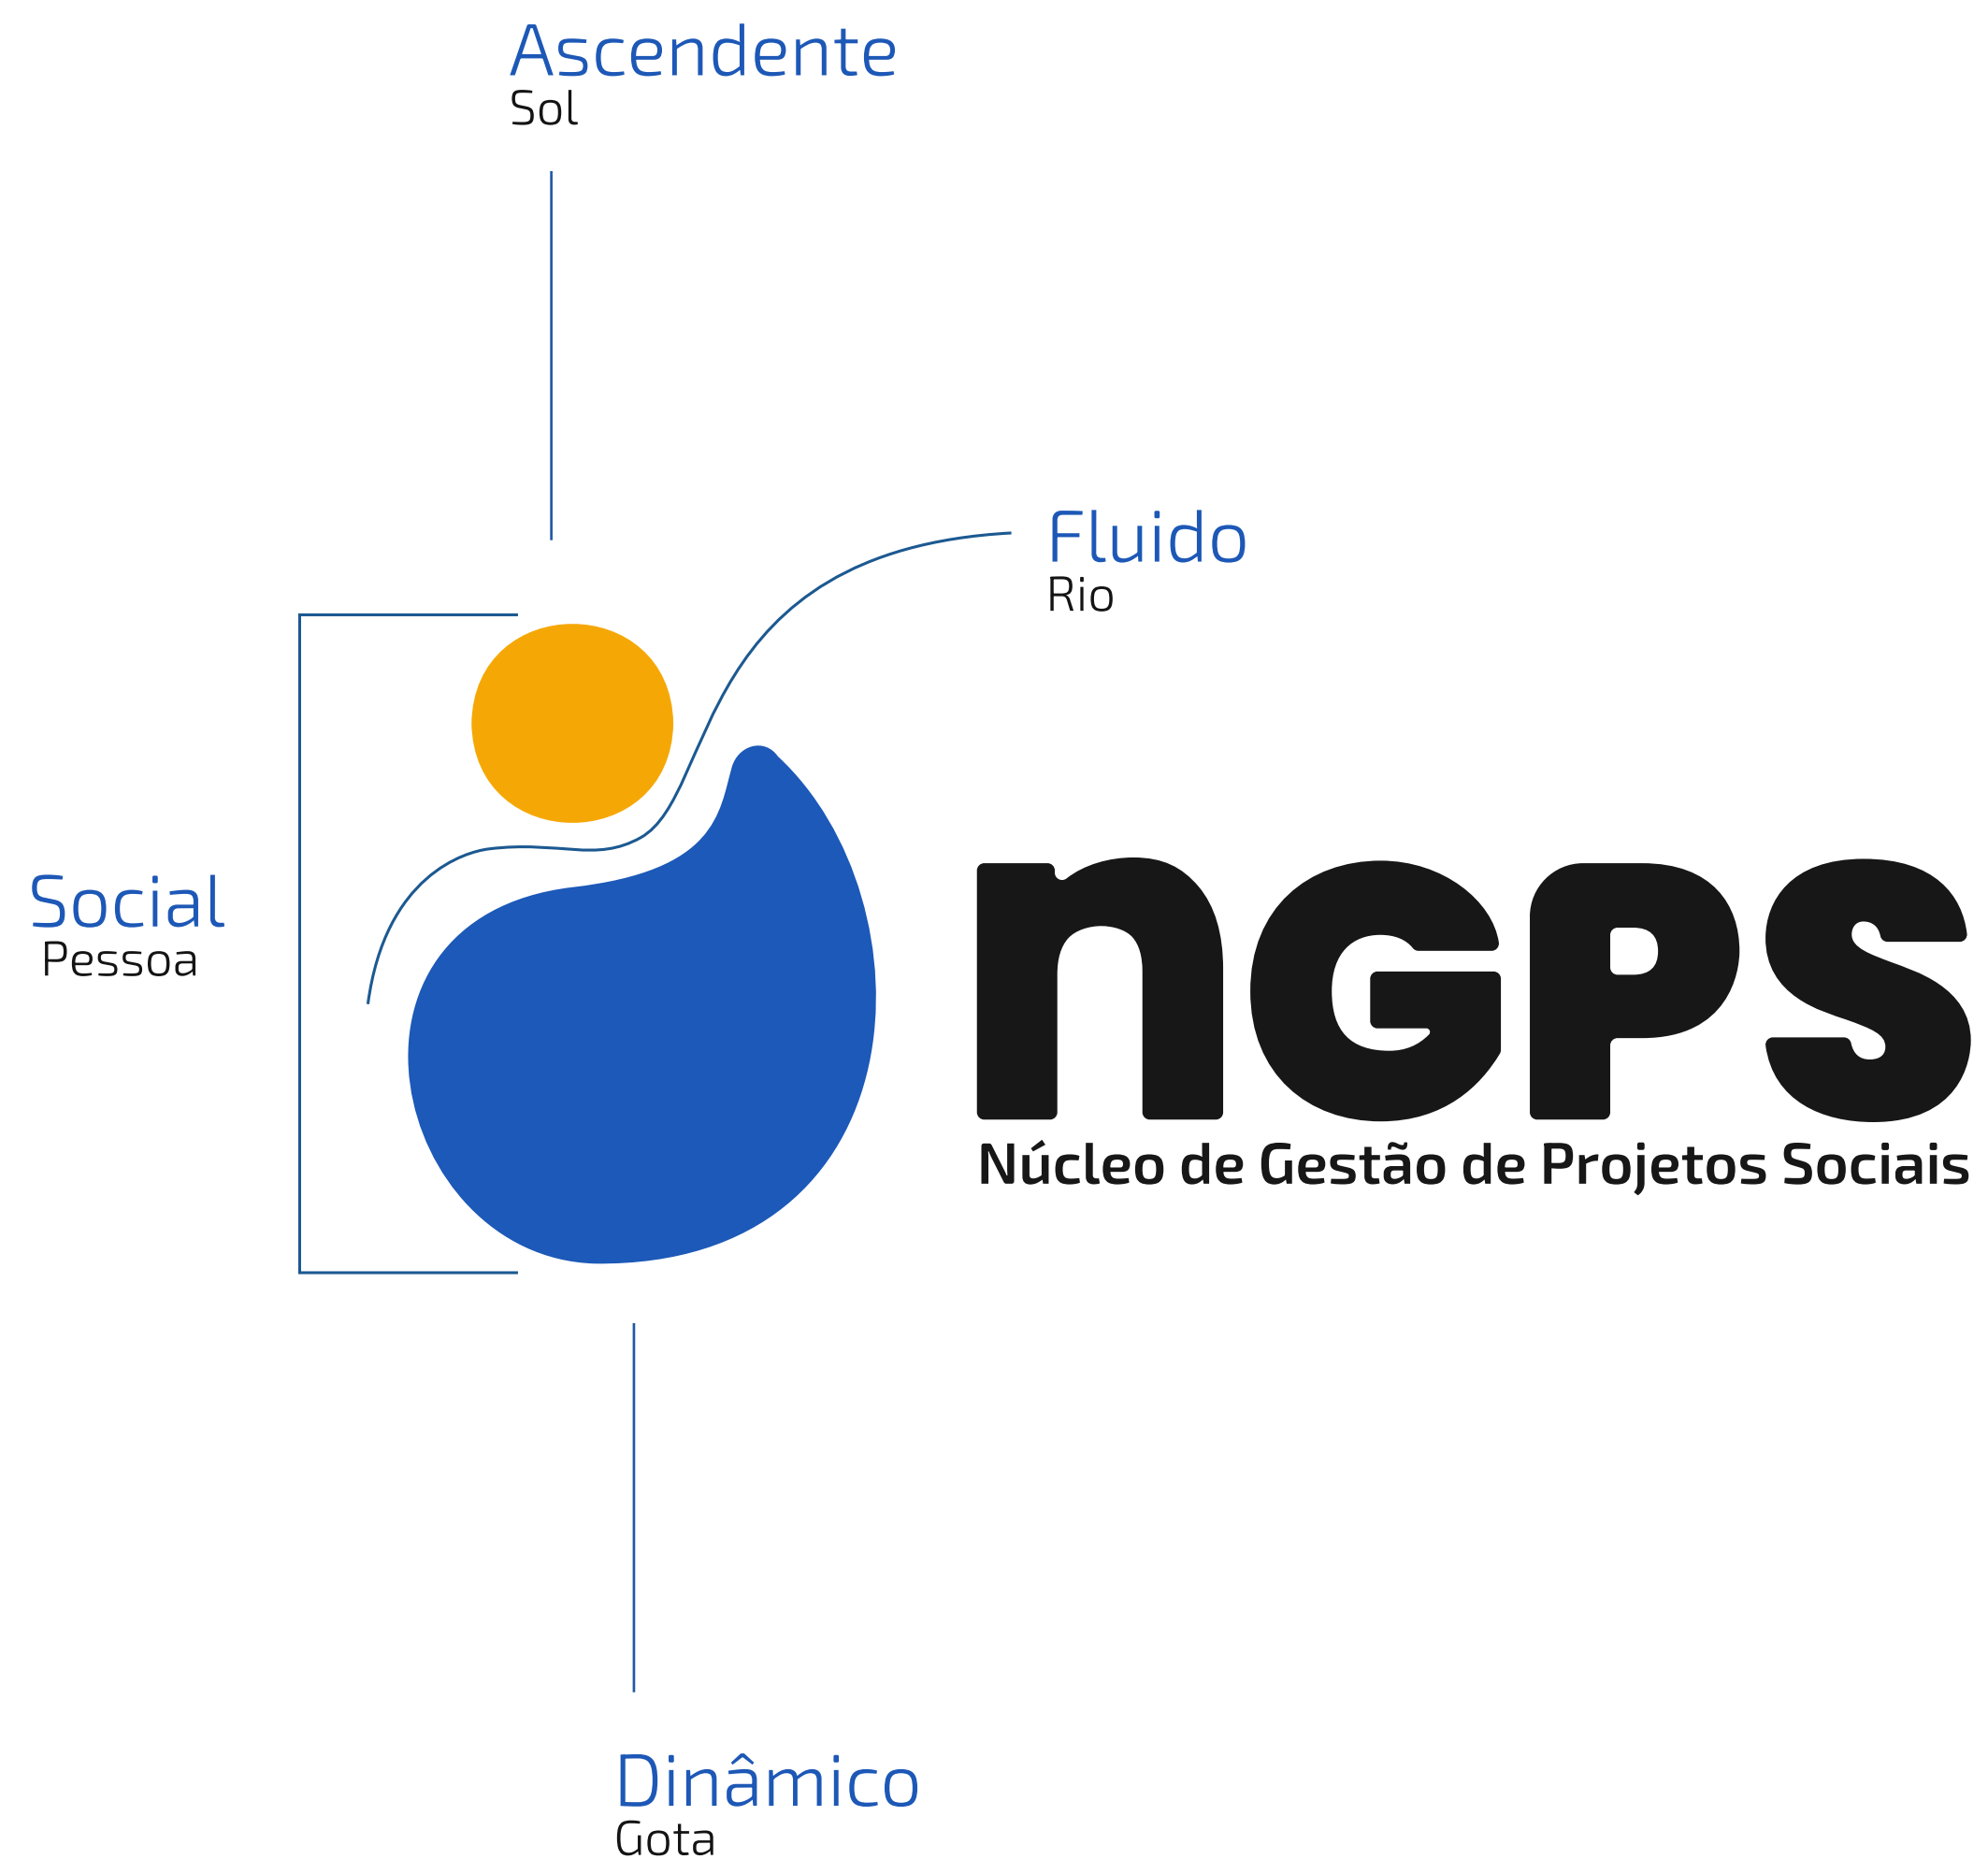 Ascendente
Sol
Fluido
Rio
Social
Pessoa
nGPS
Núcleo de Gestão de Projetos Sociais
Dinâmico
Gota